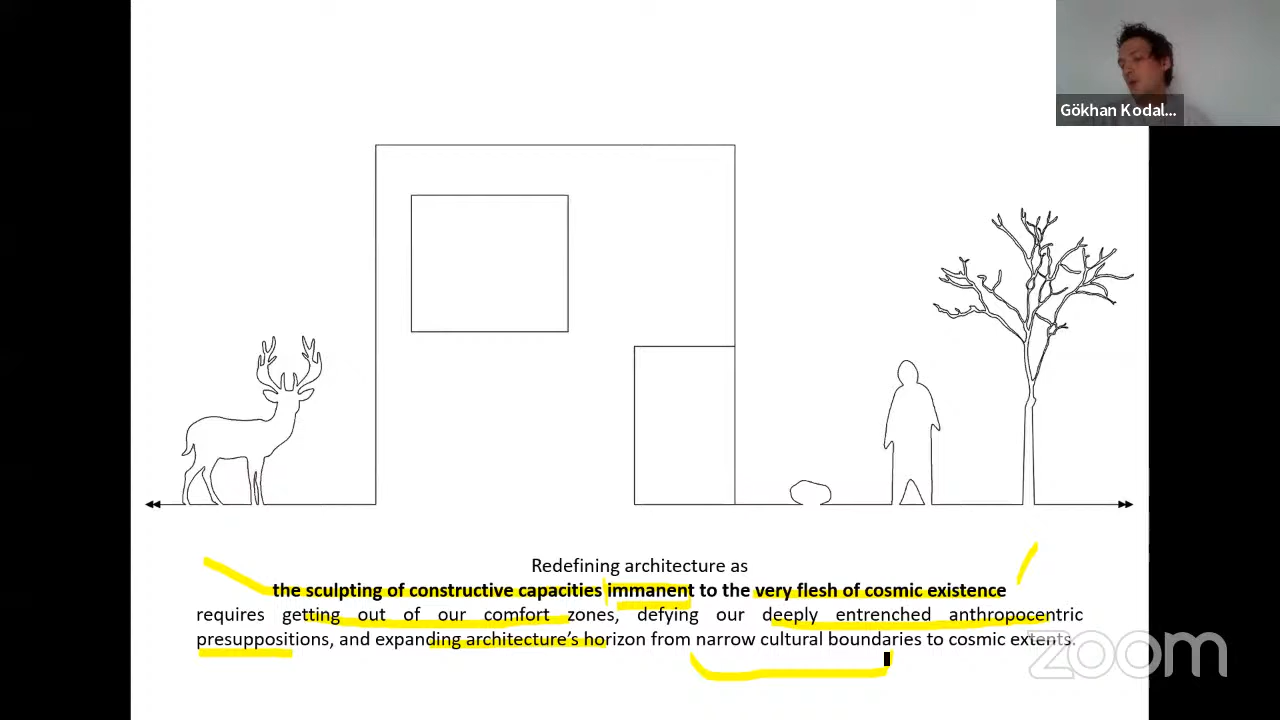 Gökhan Kodal...
Redefining architecture as
the sculpting of constructive capacities immanent to the very flesh of cosmic existence
requires getting out of our comfort zones, defying our deeply entrenched anthropocentric
presuppositions, and expanding architecture's horizon from narrow cultural boundaries to cosmic extents.
zoom